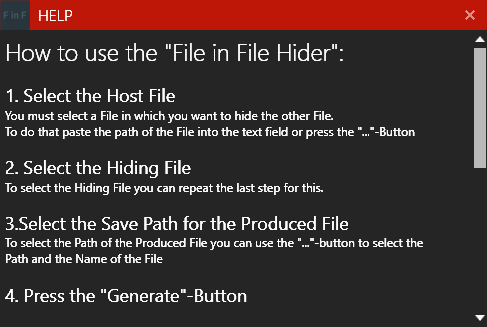 F in F
HELP
How to use the "File in File Hider":
1. Select the Host File
You must select a File in which you want to hide the other File.
To do that paste the path of the File into the text field or press the "..."-Button
2. Select the Hiding File
To select the Hiding File you can repeat the last step for this.
3.Select the Save Path for the Produced File
To select the Path of the Produced File you can use the "..."-button to select the
Path and the Name of the File
4. Press the "Generate"-Button